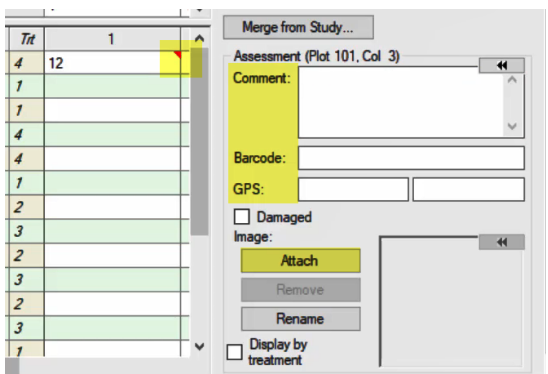 Trt 1
4 12
1
1
4
4
1
2
3
2
3
2
3
1
Merge from Study...
Assessment (Plot 101, Col 3)
Comment:
Barcode:
GPS:
Damaged
Image:
Attach
Remove
Rename
Display by
treatment